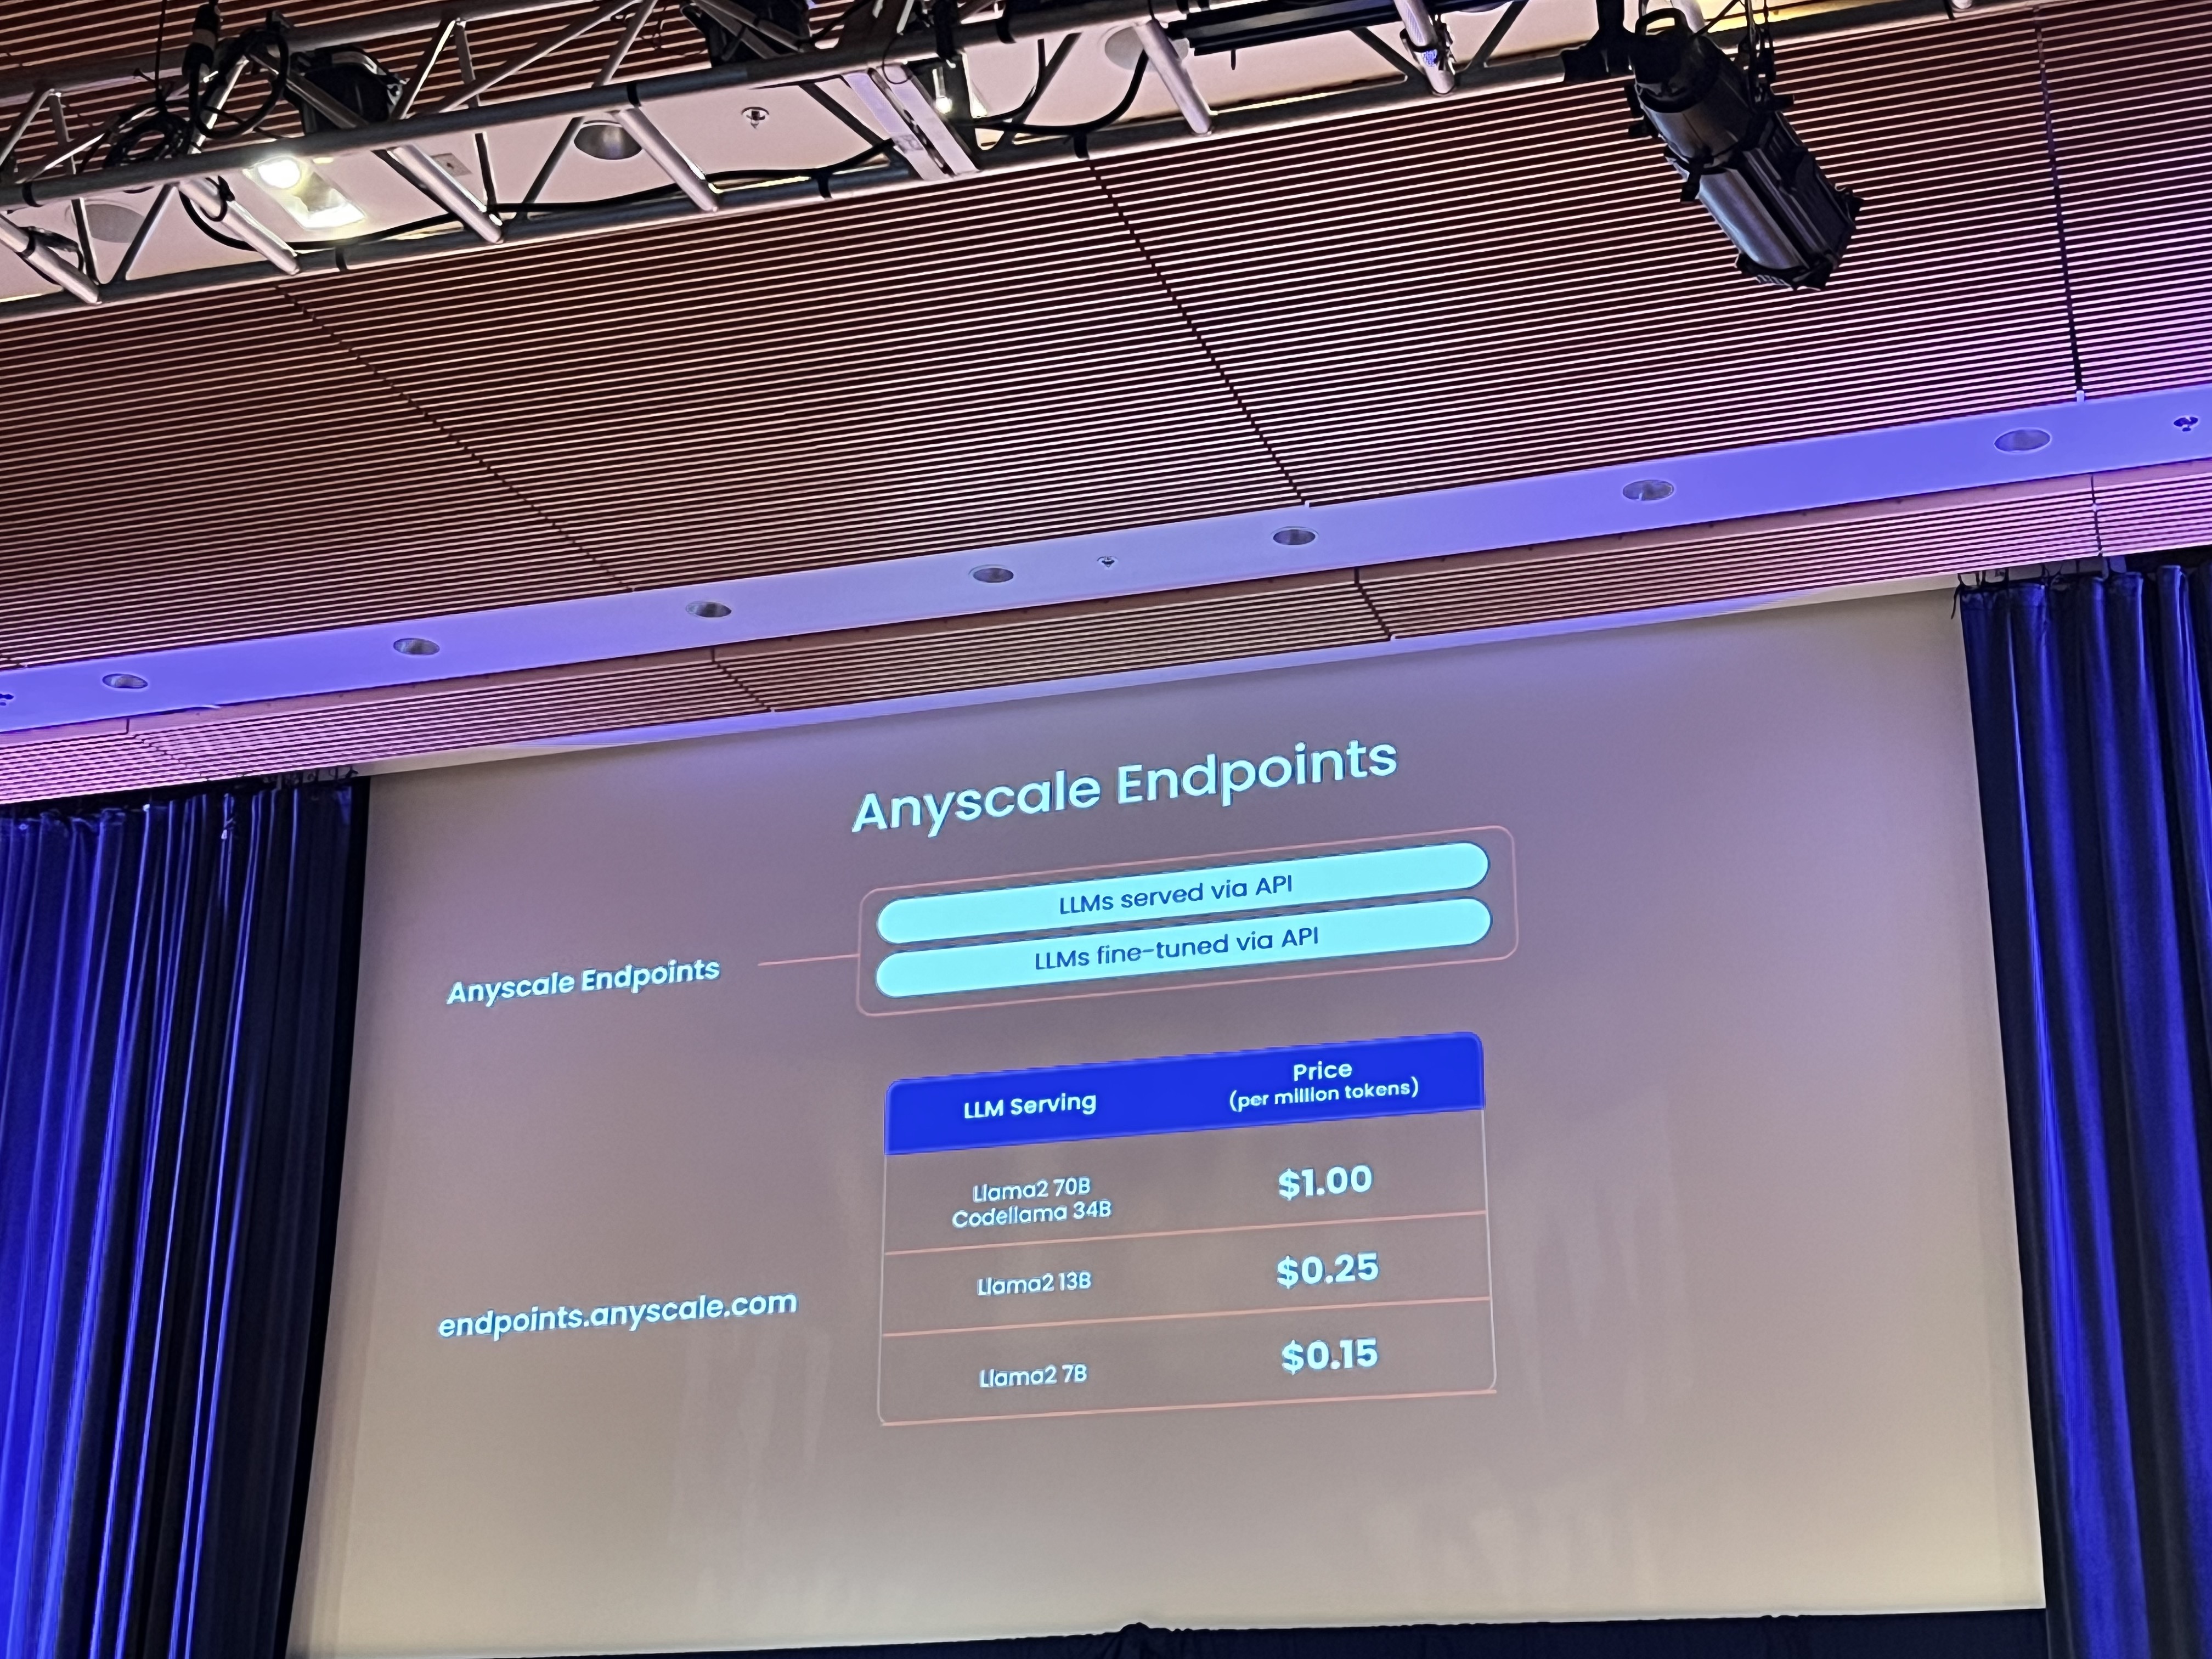 Anyscale Endpoints
LLMs served via API
LLMs fine-tuned via API
Anyscale Endpoints
LLM Serving
Price
(per million tokens)
Llama2 70B
Codellama 34B
$1.00
Llama2 13B
$0.25
Llama2 7B
$0.15
endpoints.anyscale.com